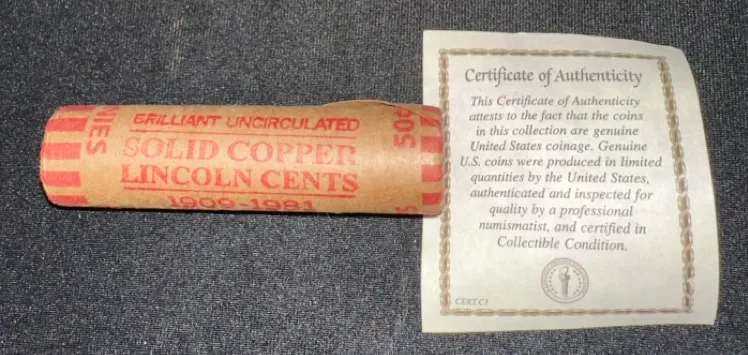 NIES
BRILLIANT UNCIRCULATED
SOLID COPPER
LINCOLN CENTS
1909-1981
50¢
S
Certificate of Authenticity
This Certificate of Authenticity
attests to the fact that the coins
in this collection are genuine
United States coinage. Genuine
U.S. coins were produced in limited
quantities by the United States,
authenticated and inspected for
quality by a professional
numismatist, and certified in
Collectible Condition.
CERT.C1